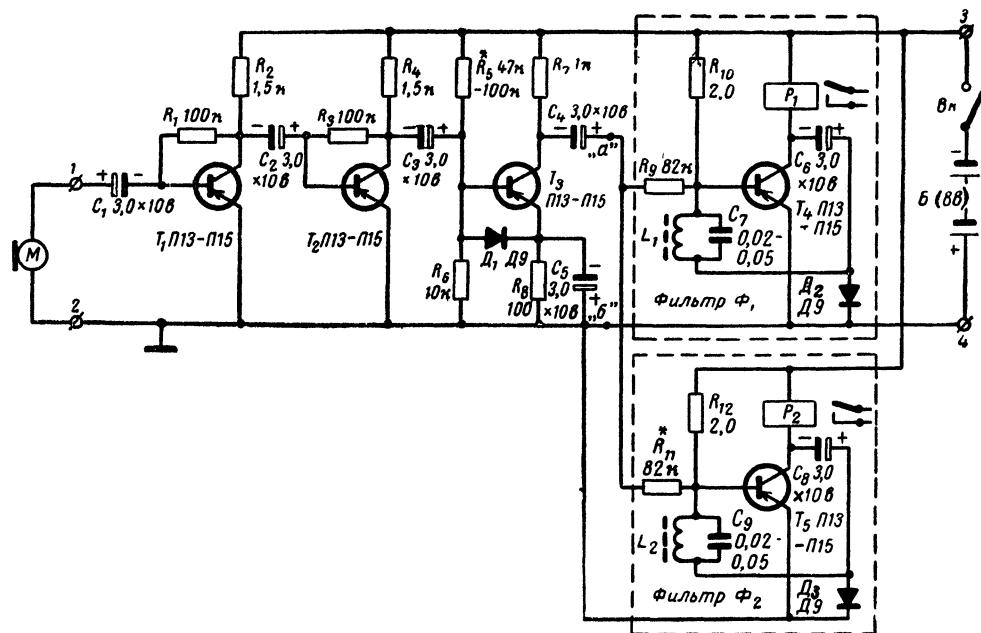 R₂
1,5к
R₁ 100к
C₂ 3,0
×10в
1
C₁ 3,0×10в
T₁ П13–П15
М
2
R₄
1,5к
R₃ 100к
C₃ 3,0
×10в
T₂ П13–П15
R₅* 47к
-100к
R₇ 1к
C₄ 3,0×10в
„а”
T₃
П13–П15
Д₁ Д9
R₆
10к
R₈
100
C₅
3,0
×10в
„б”
R₁₀
2,0
P₁
R₉ 82к
C₆ 3,0
×10в
T₄ П13
-П15
L₁
C₇
0,02-
0,05
Фильтр Ф₁
Д₂
Д9
3
Вк
Б (8в)
4
R₁₂
2,0
P₂
R₁₁*
82к
C₈ 3,0
×10в
T₅ П13
-П15
L₂
C₉
0,02-
0,05
Фильтр Ф₂
Д₃
Д9